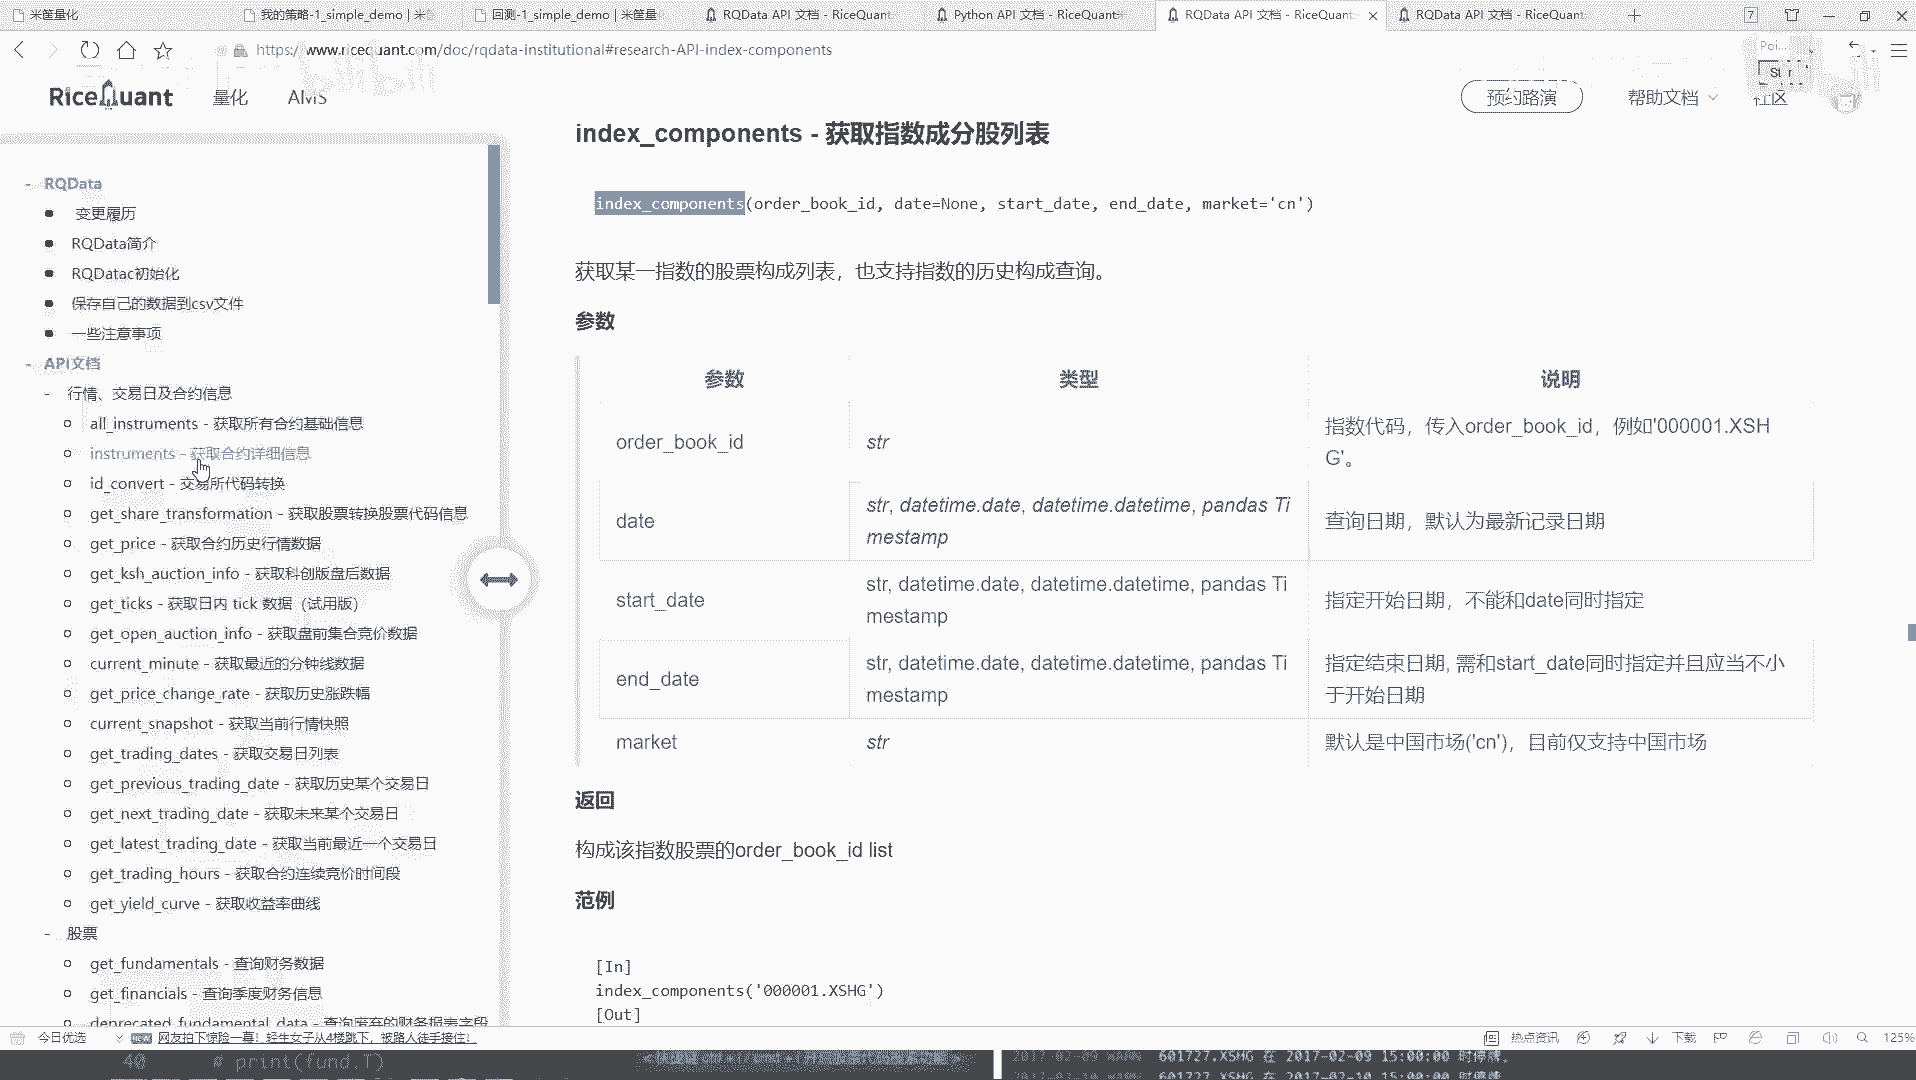 米筐量化
我的策略-1_simple_demo | 米筐
回测-1_simple_demo | 米筐量
RQData API 文档 - RiceQuant
Python API 文档 - RiceQuant
RQData API 文档 - RiceQuant
RQData API 文档 - RiceQuant
7
https://www.ricequant.com/doc/rqdata-institutional#research-API-index-components
Poi...
RiceQuant
量化
AMS
预约路演
帮助文档
社区
- RQData
变更履历
RQData简介
RQDatac初始化
保存自己的数据到csv文件
一些注意事项
- API文档
- 行情、交易日及合约信息
all_instruments - 获取所有合约基础信息
instruments - 获取合约详细信息
id_convert - 交易所代码转换
get_share_transformation - 获取股票转换股票代码信息
get_price - 获取合约历史行情数据
get_ksh_auction_info - 获取科创版盘后数据
get_ticks - 获取日内 tick 数据（试用版）
get_open_auction_info - 获取盘前集合竞价数据
current_minute - 获取最近的分钟线数据
get_price_change_rate - 获取历史涨跌幅
current_snapshot - 获取当前行情快照
get_trading_dates - 获取交易日列表
get_previous_trading_date - 获取历史某个交易日
get_next_trading_date - 获取未来某个交易日
get_latest_trading_date - 获取当前最近一个交易日
get_trading_hours - 获取合约连续竞价时间段
get_yield_curve - 获取收益率曲线
- 股票
get_fundamentals - 查询财务数据
get_financials - 查询季度财务信息
deprecated_fundamental_data - 查询废弃的财务报表字段
index_components - 获取指数成分股列表
index_components(order_book_id, date=None, start_date, end_date, market='cn')
获取某一指数的股票构成列表，也支持指数的历史构成查询。
参数
参数 类型 说明
order_book_id str 指数代码，传入order_book_id，例如'000001.XSH
G'。
date str, datetime.date, datetime.datetime, pandas Ti
mestamp 查询日期，默认为最新记录日期
start_date str, datetime.date, datetime.datetime, pandas Ti
mestamp 指定开始日期，不能和date同时指定
end_date str, datetime.date, datetime.datetime, pandas Ti
mestamp 指定结束日期, 需和start_date同时指定并且应当不小
于开始日期
market str 默认是中国市场('cn')，目前仅支持中国市场
返回
构成该指数股票的order_book_id list
范例
[In]
index_components('000001.XSHG')
[Out]
今日优选
网友拍下惊险一幕！轻生女子从4楼跳下，被路人徒手接住！
热点资讯
下载
125%
40 # print(fund.T)
2017-02-09 WARN 601727.XSHG 在 2017-02-09 15:00:00 时停牌。
2017-02-10 WARN 601727.XSHG 在 2017-02-10 15:00:00 时停牌。